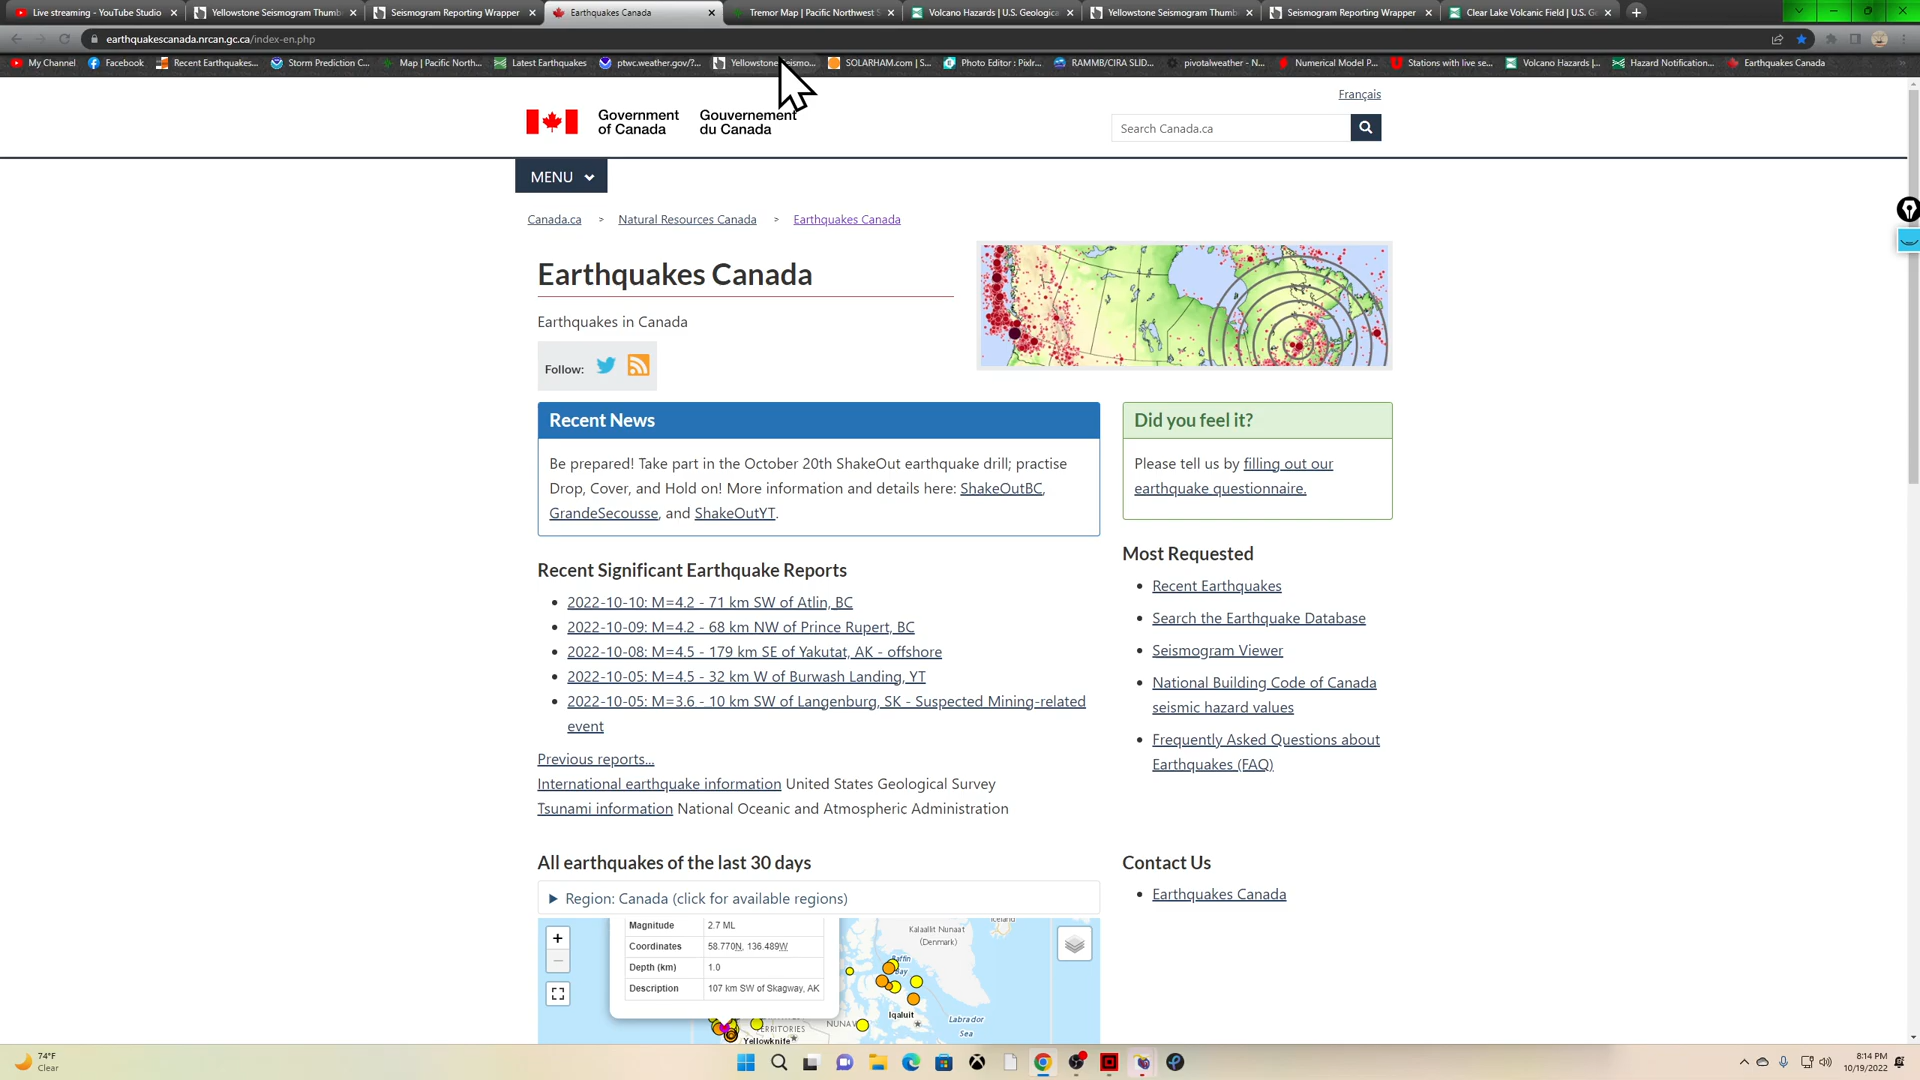 Live streaming - YouTube Studio
Yellowstone Seismogram Thumb
Seismogram Reporting Wrapper
Earthquakes Canada
Tremor Map | Pacific Northwest S
Volcano Hazards | U.S. Geologica
Yellowstone Seismogram Thumb
Seismogram Reporting Wrapper
Clear Lake Volcanic Field | U.S. G
earthquakescanada.nrcan.gc.ca/index-en.php
My Channel
Facebook
Recent Earthquakes...
Storm Prediction C...
Map | Pacific North...
Latest Earthquakes
ptwc.weather.gov/?...
Yellowstone Seismo...
SOLARHAM.com | S...
Photo Editor : Pixlr...
RAMMB/CIRA SLID...
pivotalweather - N...
Numerical Model P...
Stations with live se...
Volcano Hazards |...
Hazard Notification...
Earthquakes Canada
Français
Government
of Canada
Gouvernement
du Canada
Search Canada.ca
MENU
Canada.ca > Natural Resources Canada > Earthquakes Canada
Earthquakes Canada
Earthquakes in Canada
Follow:
Recent News
Be prepared! Take part in the October 20th ShakeOut earthquake drill; practise
Drop, Cover, and Hold on! More information and details here: ShakeOutBC,
GrandeSecousse, and ShakeOutYT.
Did you feel it?
Please tell us by filling out our
earthquake questionnaire.
Recent Significant Earthquake Reports
2022-10-10: M=4.2 - 71 km SW of Atlin, BC
2022-10-09: M=4.2 - 68 km NW of Prince Rupert, BC
2022-10-08: M=4.5 - 179 km SE of Yakutat, AK - offshore
2022-10-05: M=4.5 - 32 km W of Burwash Landing, YT
2022-10-05: M=3.6 - 10 km SW of Langenburg, SK - Suspected Mining-related
event
Previous reports...
International earthquake information United States Geological Survey
Tsunami information National Oceanic and Atmospheric Administration
Most Requested
Recent Earthquakes
Search the Earthquake Database
Seismogram Viewer
National Building Code of Canada
seismic hazard values
Frequently Asked Questions about
Earthquakes (FAQ)
All earthquakes of the last 30 days
Region: Canada (click for available regions)
Contact Us
Earthquakes Canada
+
−
Magnitude 2.7 ML
Coordinates 58.770N, 136.489W
Depth (km) 1.0
Description 107 km SW of Skagway, AK
Kalaallit Nunaat
(Denmark)
Iceland
Baffin
Bay
Iqaluit
Labrador
Sea
NUNAV
TERRITORIES
Yellowknife
74°F
Clear
8:14 PM
10/19/2022